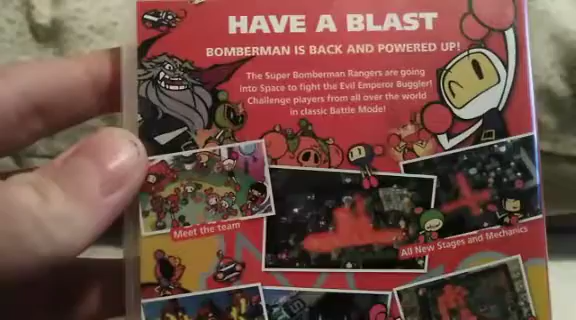 HAVE A BLAST
BOMBERMAN IS BACK AND POWERED UP!
The Super Bomberman Rangers are going
into Space to fight the Evil Emperor Buggler!
Challenge players from all over the world
in classic Battle Mode!
Meet the team
All New Stages and Mechanics